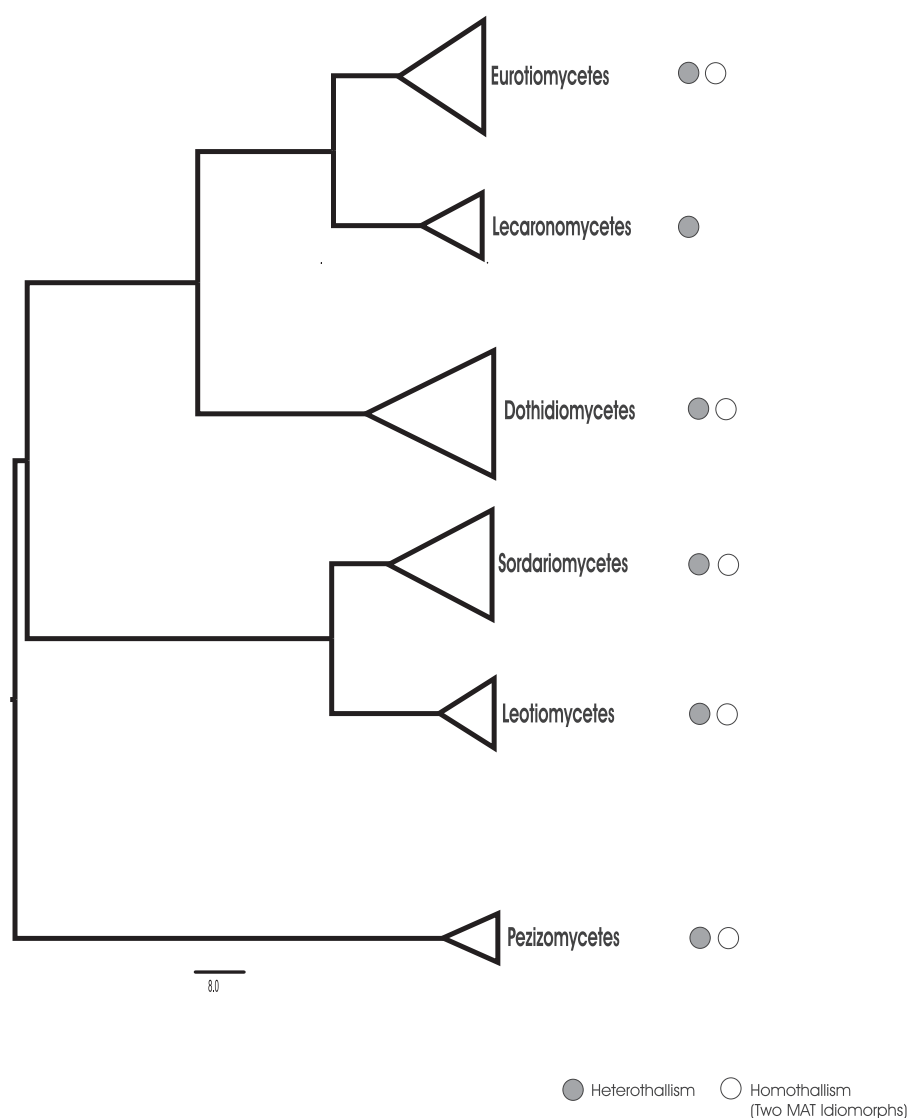 Eurotiomycetes
Lecaronomycetes
Dothidiomycetes
Sordariomycetes
Leotiomycetes
Pezizomycetes
8.0
Heterothallism
Homothallism
(Two MAT Idiomorphs)